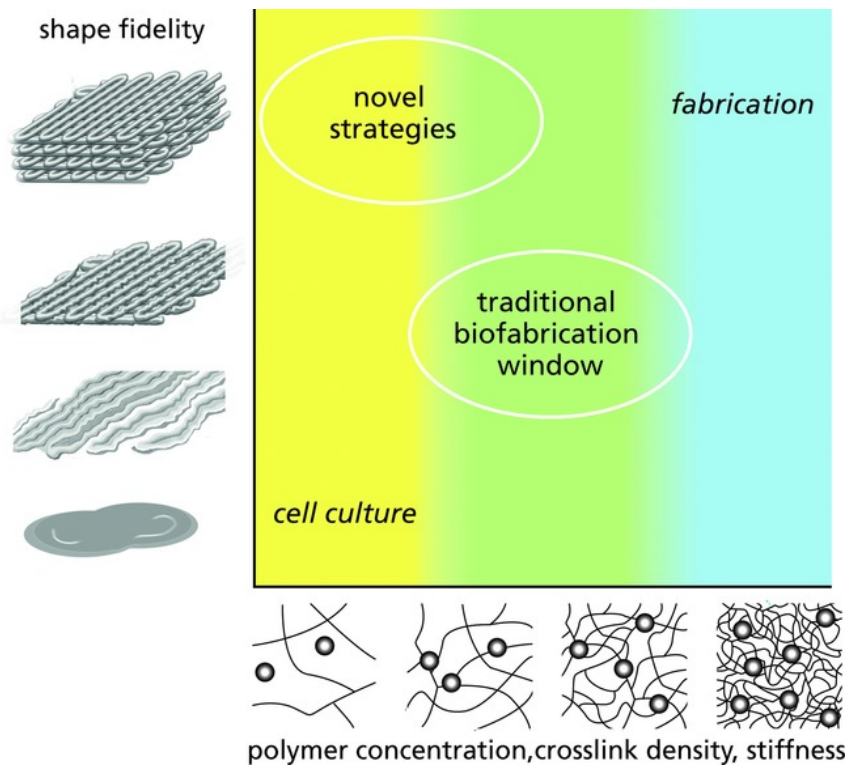 shape fidelity
novel
strategies
fabrication
traditional
biofabrication
window
cell culture
polymer concentration,crosslink density, stiffness